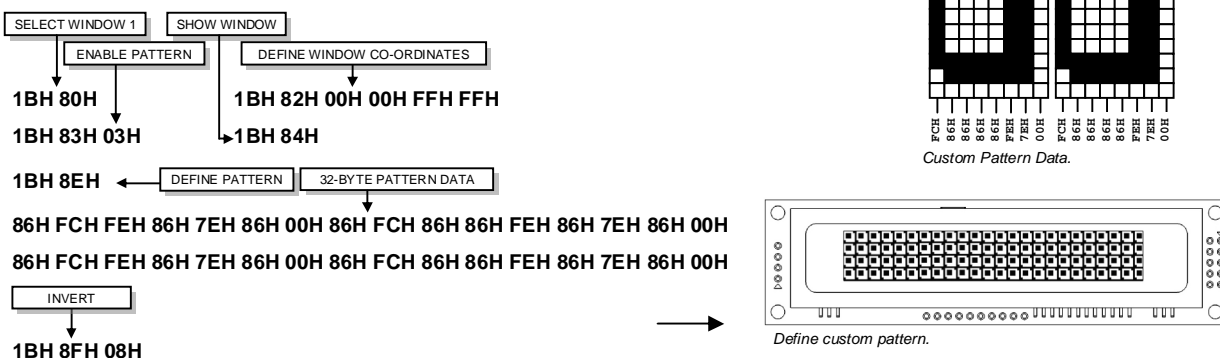 SELECT WINDOW 1
SHOW WINDOW
ENABLE PATTERN
DEFINE WINDOW CO-ORDINATES
1BH 80H
1BH 82H 00H 00H FFH FFH
1BH 83H 03H
1BH 84H
1BH 8EH
DEFINE PATTERN
32-BYTE PATTERN DATA
86H FCH FEH 86H 7EH 86H 00H 86H FCH 86H 86H FEH 86H 7EH 86H 00H
86H FCH FEH 86H 7EH 86H 00H 86H FCH 86H 86H FEH 86H 7EH 86H 00H
INVERT
1BH 8FH 08H
FCH 86H 86H 86H 86H FEH 7EH 00H
FCH 86H 86H 86H 86H FEH 7EH 00H
Custom Pattern Data.
Define custom pattern.